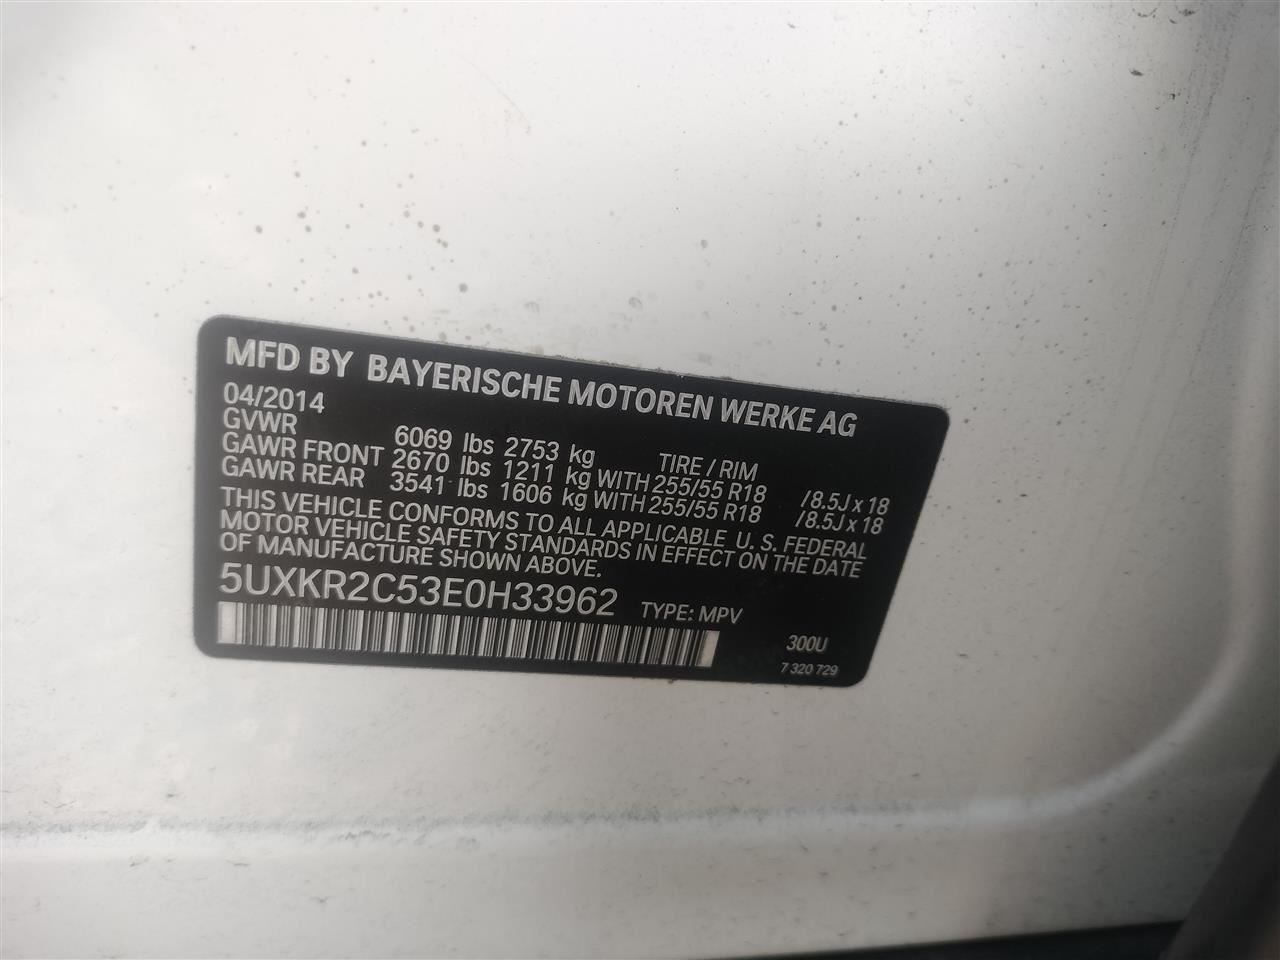 MFD BY BAYERISCHE MOTOREN WERKE AG
04/2014
GVWR 6069 lbs 2753 kg TIRE / RIM
GAWR FRONT 2670 lbs 1211 kg WITH 255/55 R18 /8.5J x 18
GAWR REAR 3541 lbs 1606 kg WITH 255/55 R18 /8.5J x 18
THIS VEHICLE CONFORMS TO ALL APPLICABLE U. S. FEDERAL
MOTOR VEHICLE SAFETY STANDARDS IN EFFECT ON THE DATE
OF MANUFACTURE SHOWN ABOVE.
5UXKR2C53E0H33962 TYPE: MPV
300U
7 320 729